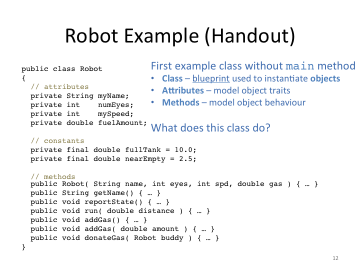 Robot Example (Handout)
public class Robot
{
// attributes
private String myName;
private int numEyes;
private int mySpeed;
private double fuelAmount;
// constants
private final double fullTank = 10.0;
private final double nearEmpty = 2.5;
// methods
public Robot( String name, int eyes, int spd, double gas ) { … }
public String getName() { … }
public void reportState() { … }
public void run( double distance ) { … }
public void addGas() { … }
public void addGas( double amount ) { … }
public void donateGas( Robot buddy ) { … }
}
First example class without main method
• Class – blueprint used to instantiate objects
• Attributes – model object traits
• Methods – model object behaviour
What does this class do?
12